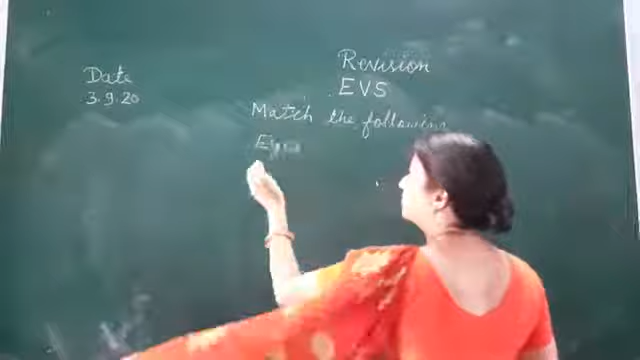 Revision
Date
EVS
3.9.20
Match the following